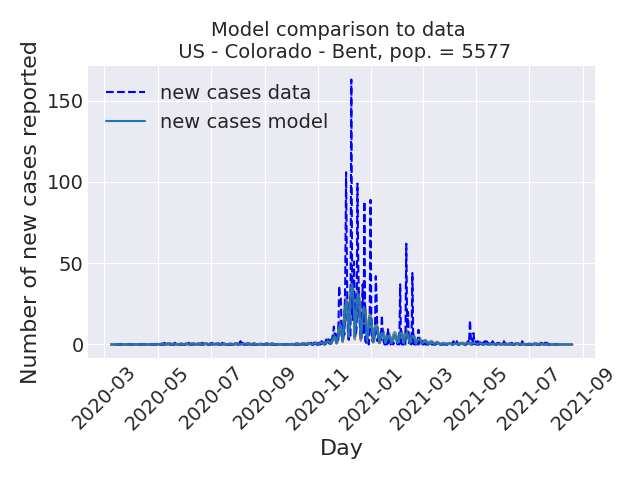 Model comparison to data
US - Colorado - Bent, pop. = 5577
Number of new cases reported
150
100
50
0
new cases data
new cases model
2020-03
2020-05
2020-07
2020-09
2020-11
2021-01
2021-03
2021-05
2021-07
2021-09
Day